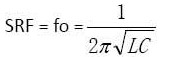 SRF = fo = 1 / 2π√LC